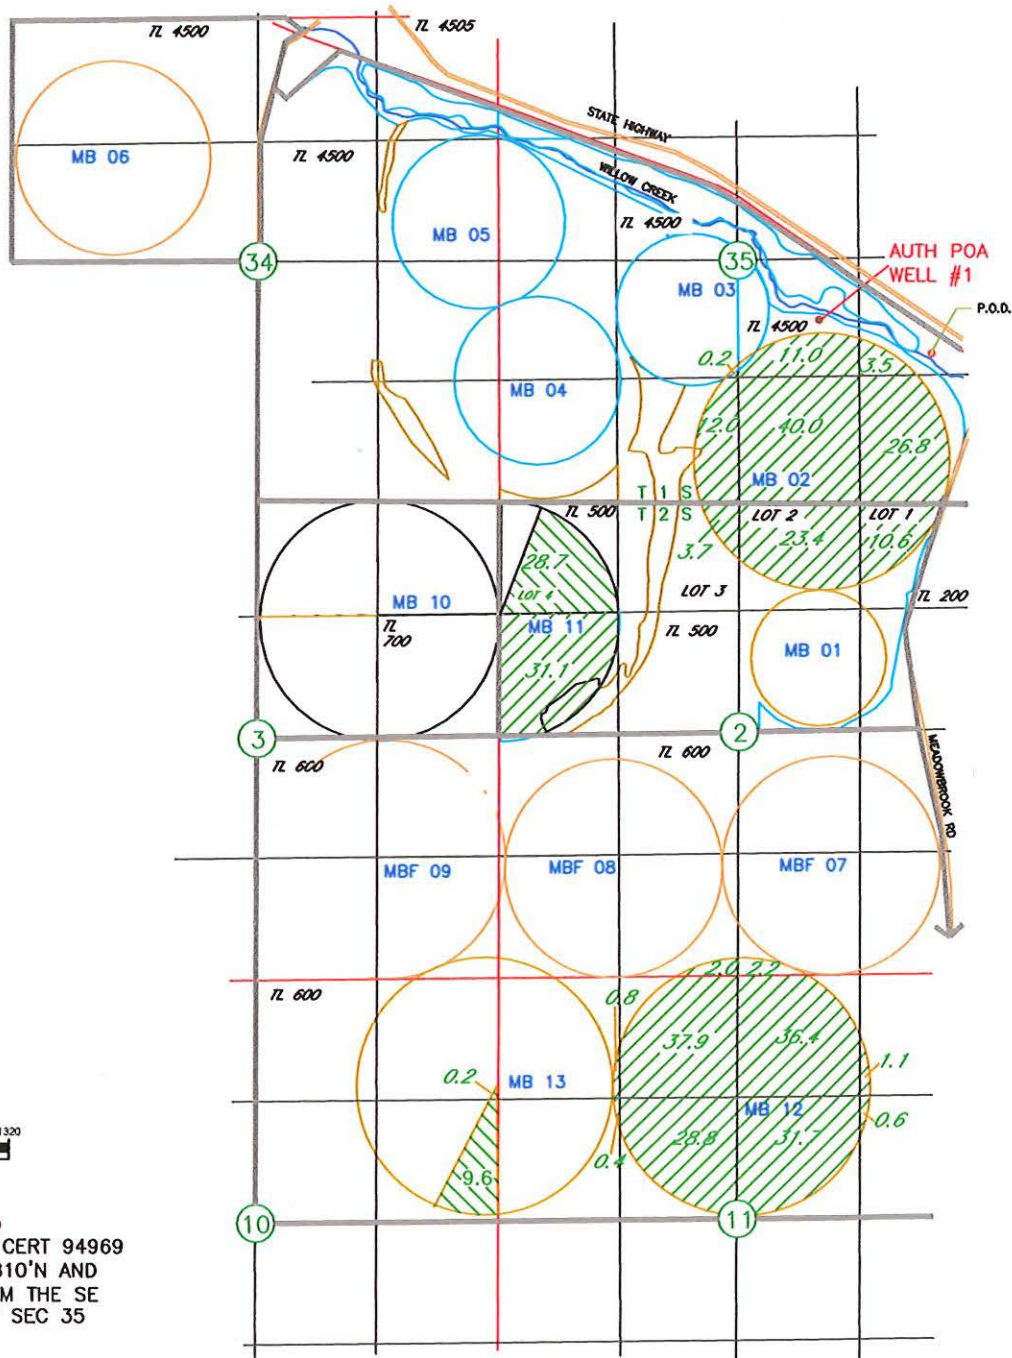 TL 4500
TL 4505
STATE HIGHWAY
MB 06
TL 4500
WILLOW CREEK
TL 4500
MB 05
34
35
AUTH POA
WELL #1
MB 03
P.O.D.
TL 4500
0.2
11.0
3.5
MB 04
12.0
40.0
26.8
MB 02
T 1 S
T 2 S
TL 500
LOT 2
LOT 1
3.7
23.4
10.6
28.7
LOT 4
LOT 3
TL 200
MB 10
TL
700
MB 11
TL 500
MB 01
31.1
3
2
TL 600
TL 600
MEADOWBROOK RD
MBF 09
MBF 08
MBF 07
2.0
2.2
TL 600
0.8
37.9
36.4
1.1
0.2
MB 13
MB 12
0.6
1320
28.8
31.7
0.4
9.6
10
11
CERT 94969
310'N AND
M THE SE
SEC 35